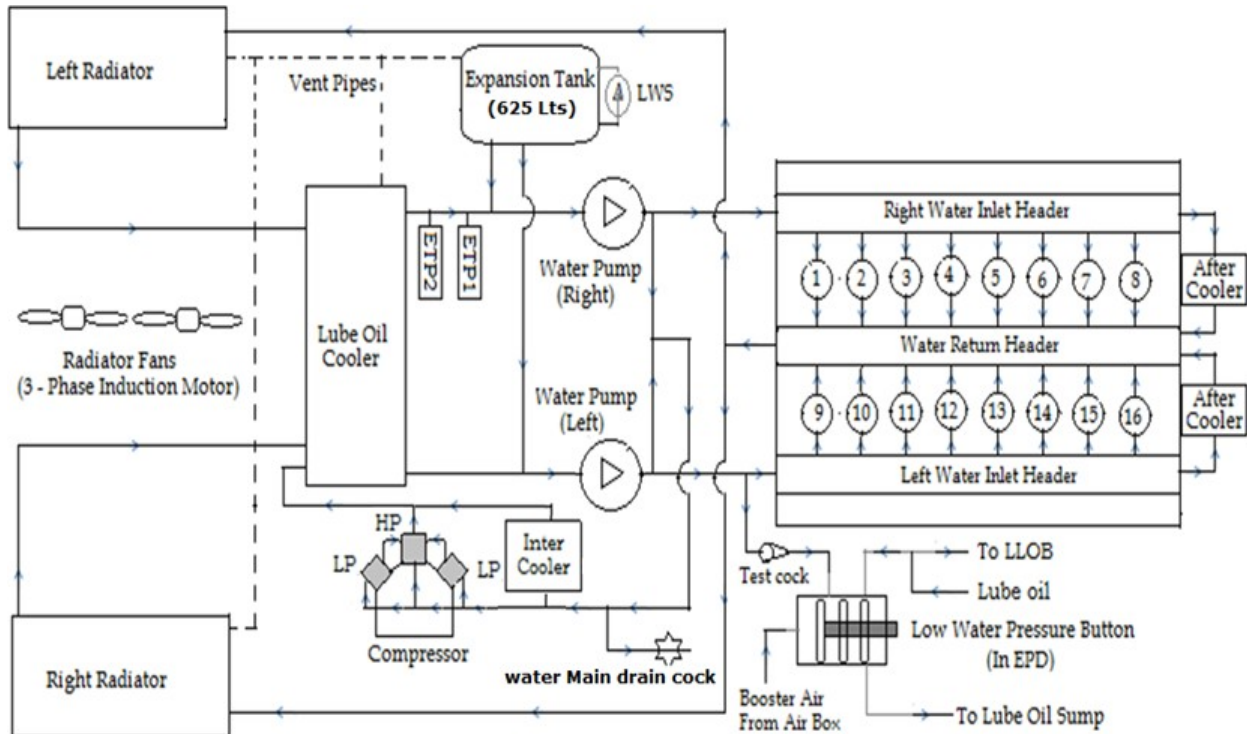 Left Radiator
Vent Pipes
Expansion Tank
(625 Lts)
LWS
Right Water Inlet Header
ETP2
ETP1
Water Pump
(Right)
1
2
3
4
5
6
7
8
After
Cooler
Lube Oil
Cooler
Radiator Fans
(3 - Phase Induction Motor)
Water Return Header
Water Pump
(Left)
9
10
11
12
13
14
15
16
After
Cooler
Left Water Inlet Header
HP
LP
LP
Inter
Cooler
Test cock
To LLOB
Lube oil
Low Water Pressure Button
(In EPD)
Compressor
water Main drain cock
Right Radiator
Booster Air
From Air Box
To Lube Oil Sump